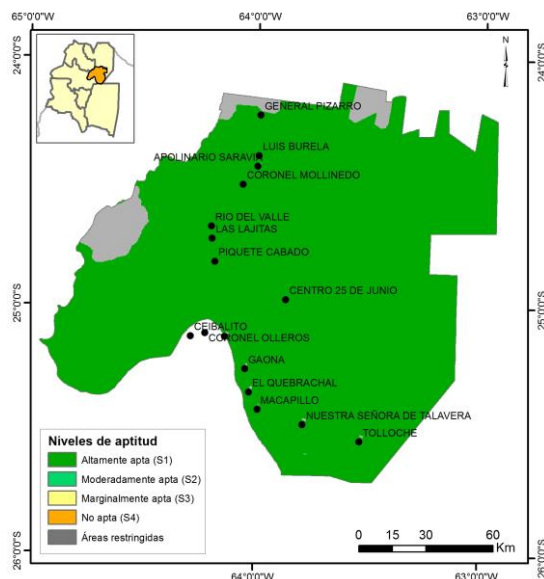 65°0'0"O
64°0'0"O
63°0'0"O
24°0'0"S
24°0'0"S
N
GENERAL PIZARRO
LUIS BURELA
APOLINARIO SARAVIA
CORONEL MOLLINEDO
RIO DEL VALLE
LAS LAJITAS
PIQUETE CABADO
CENTRO 25 DE JUNIO
25°0'0"S
25°0'0"S
CEIBALITO
CORONEL OLLEROS
GAONA
EL QUEBRACHAL
MACAPILLO
NUESTRA SEÑORA DE TALAVERA
TOLLOCHE
Niveles de aptitud
Altamente apta (S1)
Moderadamente apta (S2)
Marginalmente apta (S3)
No apta (S4)
Áreas restringidas
0 15 30 60
Km
26°0'0"S
26°0'0"S
64°0'0"O
63°0'0"O